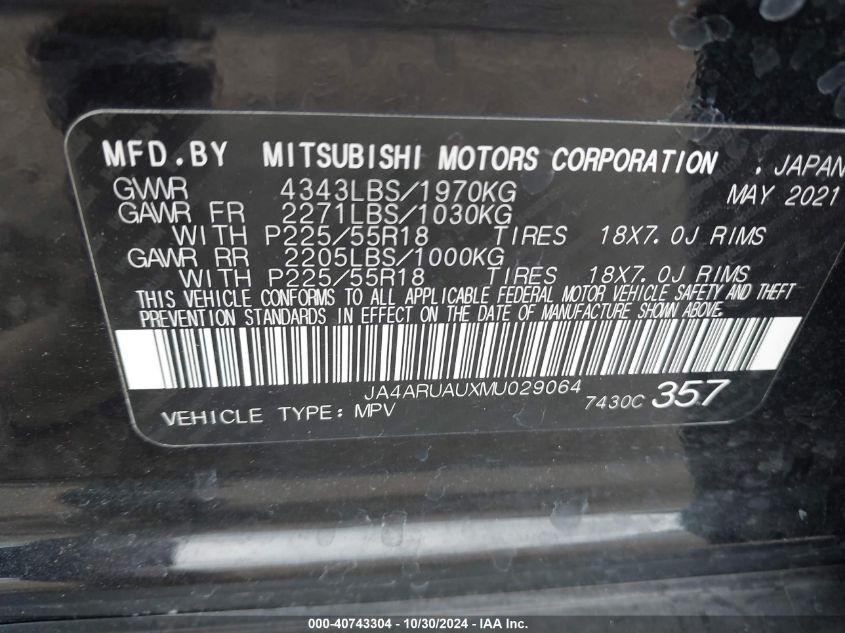 MFD.BY MITSUBISHI MOTORS CORPORATION . JAPAN
GVWR 4343LBS/1970KG MAY 2021
GAWR FR 2271LBS/1030KG
WITH P225/55R18 TIRES 18X7.0J RIMS
GAWR RR 2205LBS/1000KG
WITH P225/55R18 TIRES 18X7.0J RIMS
THIS VEHICLE CONFORMS TO ALL APPLICABLE FEDERAL MOTOR VEHICLE SAFETY AND THEFT
PREVENTION STANDARDS IN EFFECT ON THE DATE OF MANUFACTURE SHOWN ABOVE.
JA4ARUAUXMU029064
VEHICLE TYPE: MPV 7430C 357
000-40743304 - 10/30/2024 - IAA Inc.